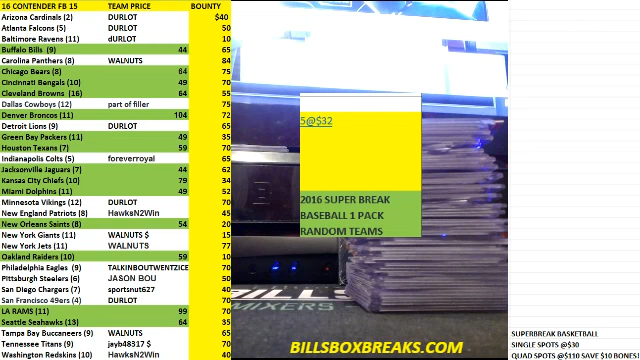 16 CONTENDER FB 15 TEAM PRICE BOUNTY
Arizona Cardinals (2) DURLOT $40
Atlanta Falcons (5) DURLOT 50
Baltimore Ravens (11) dURLOT 10
Buffalo Bills (9) 44 65
Carolina Panthers (8) WALNUTS 84
Chicago Bears (8) 64 75
Cincinnati Bengals (10) 49 70
Cleveland Browns (16) 64 55
Dallas Cowboys (12) part of filler 75
Denver Broncos (11) 104 72
Detroit Lions (9) DURLOT 65
Green Bay Packers (11) 49 35
Houston Texans (7) 59 70
Indianapolis Colts (5) foreverroyal 65
Jacksonville Jaguars (7) 44 62
Kansas City Chiefs (10) 79 34
Miami Dolphins (11) 49 52
Minnesota Vikings (12) DURLOT 70
New England Patriots (8) HawksN2Win 45
New Orleans Saints (8) 54 20
New York Giants (11) WALNUTS $ 15
New York Jets (11) WALNUTS 77
Oakland Raiders (10) 59 10
Philadelphia Eagles (9) TALKINBOUTWENTZICE 70
Pittsburgh Steelers (6) JASON BOU 50
San Diego Chargers (7) sportsnut627 40
San Francisco 49ers (4) DURLOT 70
LA RAMS (11) 99 70
Seattle Seahawks (13) 64 35
Tampa Bay Buccaneers (9) WALNUTS 65
Tennessee Titans (9) jayb48317 $ 70
Washington Redskins (10) HawksN2Win 40
5@$32
2016 SUPER BREAK
BASEBALL 1 PACK
RANDOM TEAMS
BILLSBOXBREAKS.COM
SUPERBREAK BASKETBALL
SINGLE SPOTS @$30
QUAD SPOTS @$110 SAVE $10 BONES!